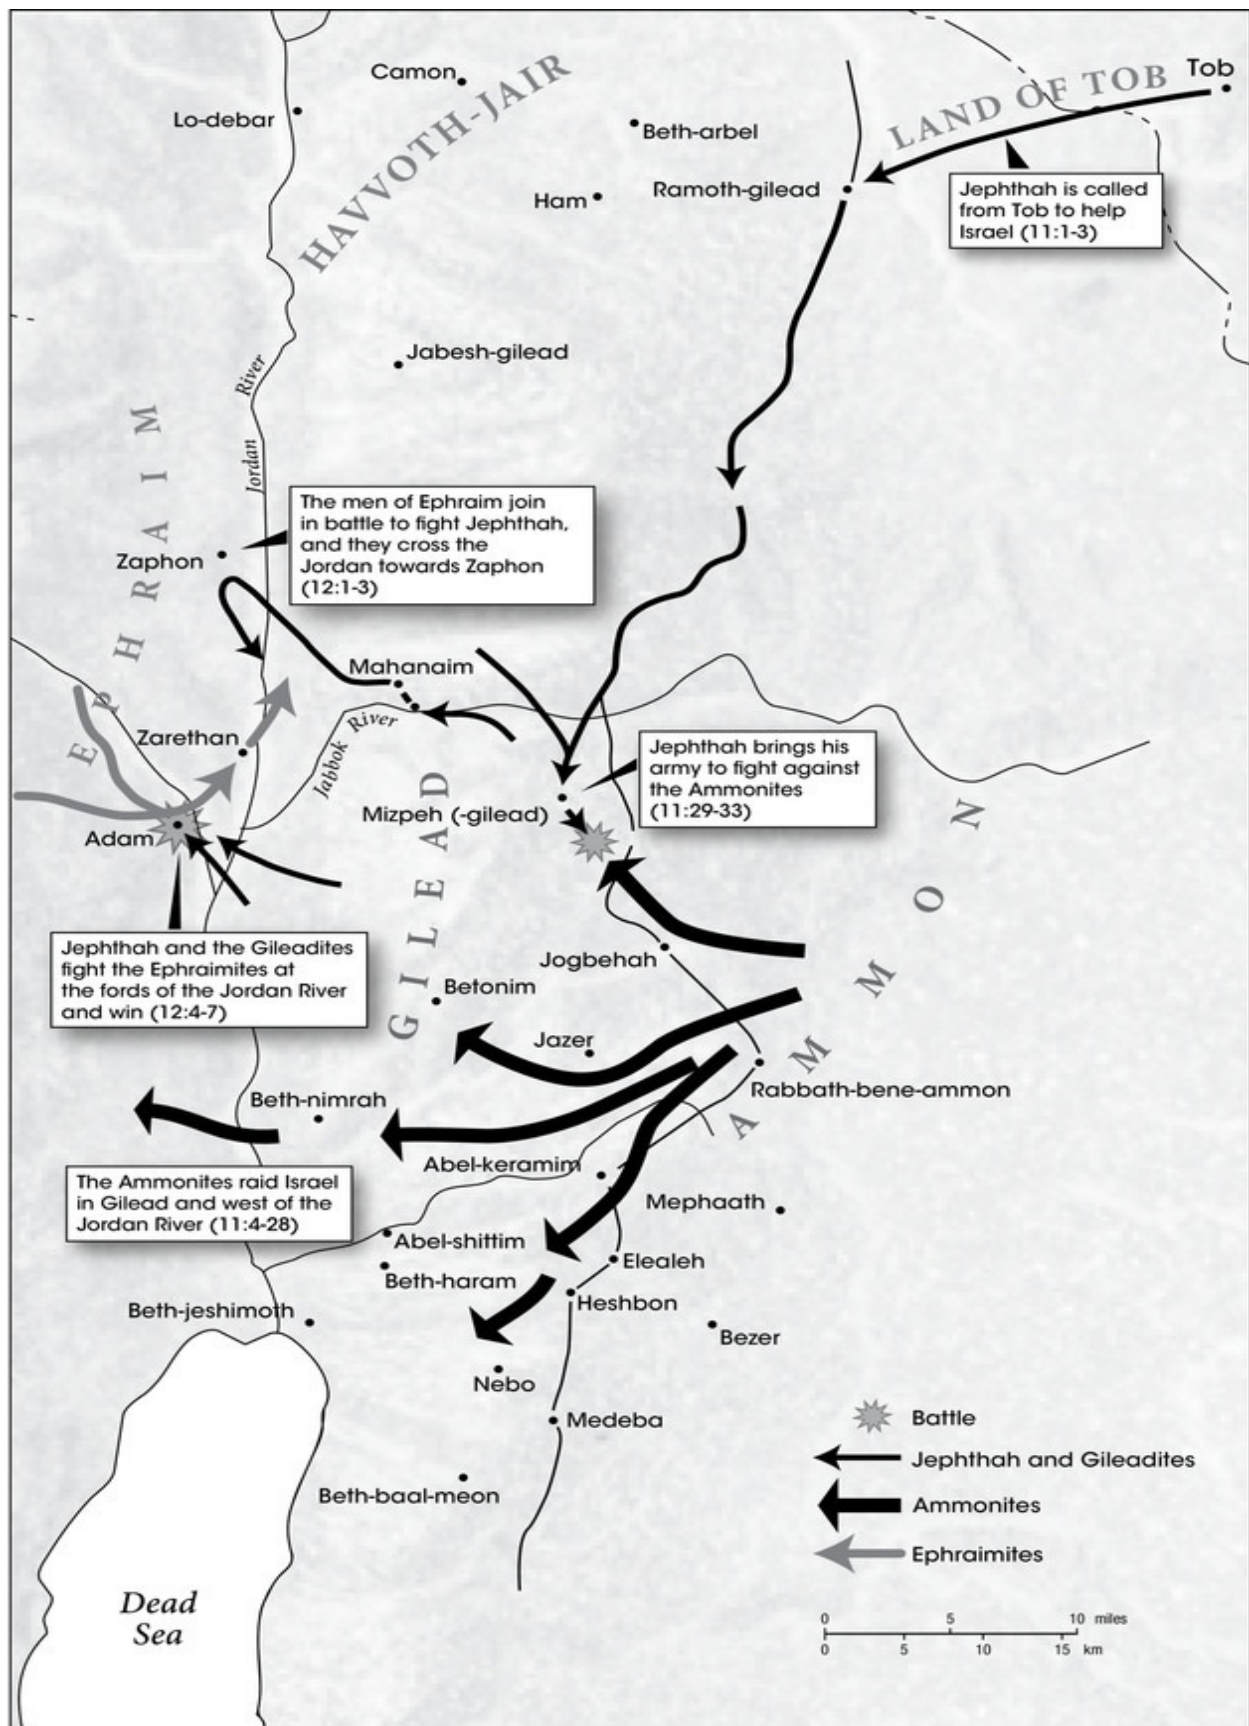 Camon
Lo-debar
HAVVOTH-JAIR
Beth-arbel
Ham
Ramoth-gilead
LAND OF TOB
Tob
Jephthah is called
from Tob to help
Israel (11:1-3)
Jabesh-gilead
Jordan River
EPHRAIM
The men of Ephraim join
in battle to fight Jephthah,
and they cross the
Jordan towards Zaphon
(12:1-3)
Zaphon
Mahanaim
Zarethan
Jabbok River
Jephthah brings his
army to fight against
the Ammonites
(11:29-33)
Mizpeh (-gilead)
Adam
GILEAD
AMMON
Jephthah and the Gileadites
fight the Ephraimites at
the fords of the Jordan River
and win (12:4-7)
Jogbehah
Betonim
Jazer
Rabbath-bene-ammon
Beth-nimrah
Abel-keramim
The Ammonites raid Israel
in Gilead and west of the
Jordan River (11:4-28)
Mephaath
Abel-shittim
Elealeh
Beth-haram
Heshbon
Beth-jeshimoth
Bezer
Nebo
Medeba
Beth-baal-meon
Dead
Sea
Battle
Jephthah and Gileadites
Ammonites
Ephraimites
0 5 10 miles
0 5 10 15 km